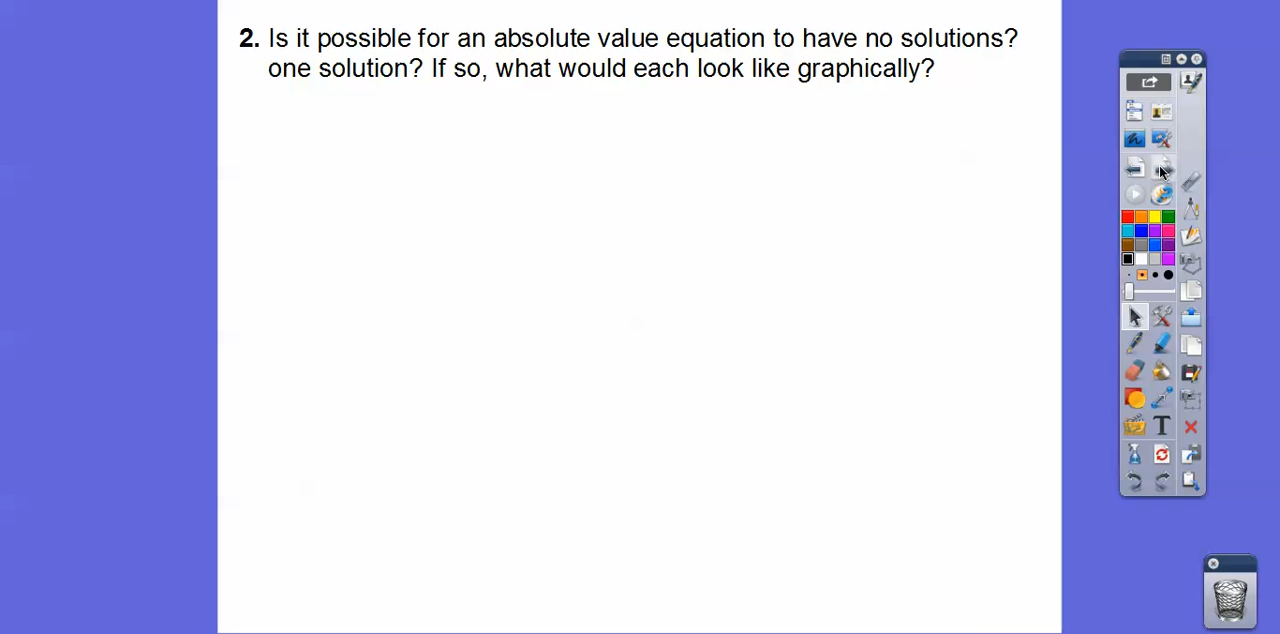 2. Is it possible for an absolute value equation to have no solutions?
one solution? If so, what would each look like graphically?
T